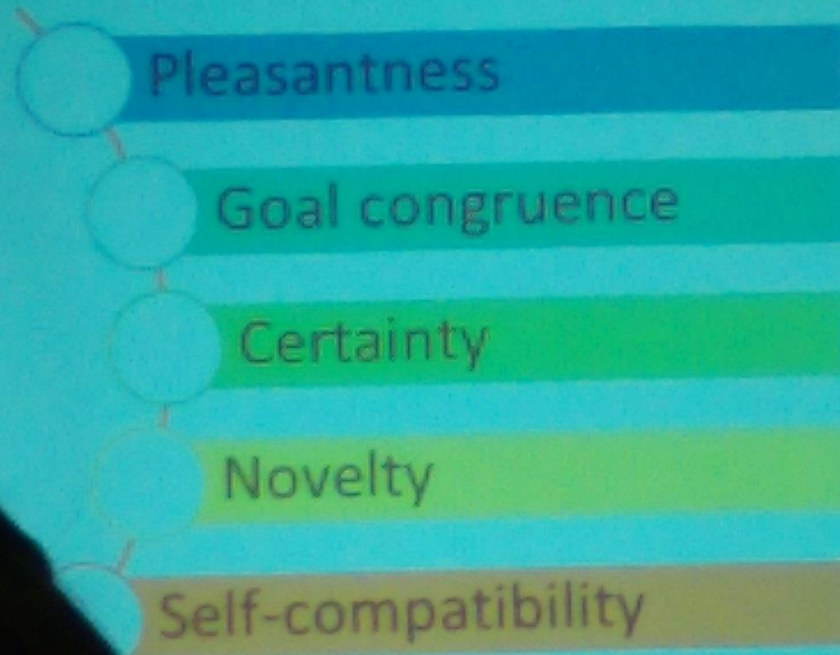 Pleasantness
Goal congruence
Certainty
Novelty
Self-compatibility